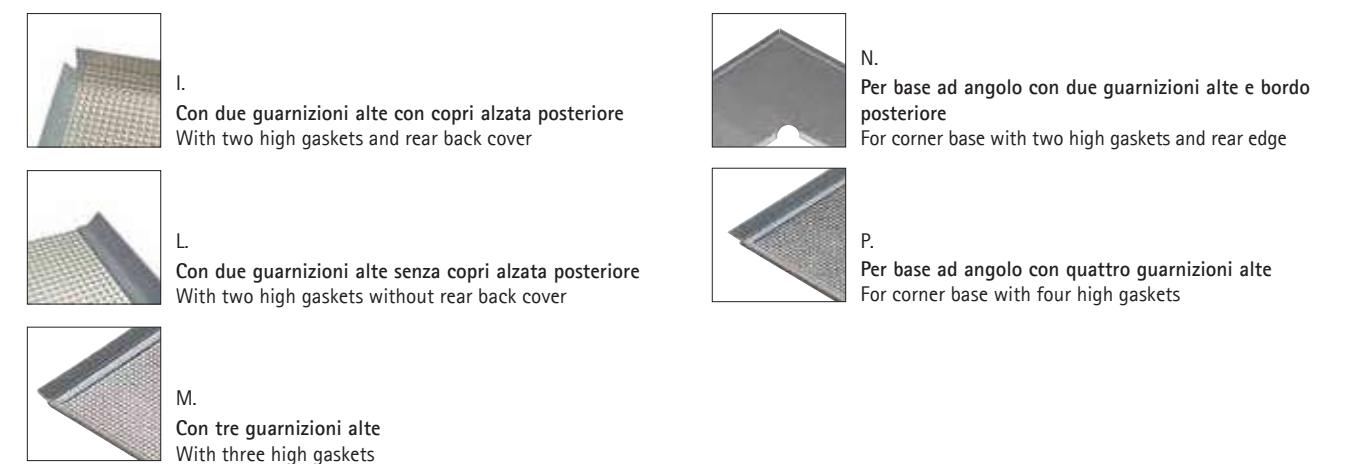 I.
Con due guarnizioni alte con copri alzata posteriore
With two high gaskets and rear back cover
L.
Con due guarnizioni alte senza copri alzata posteriore
With two high gaskets without rear back cover
M.
Con tre guarnizioni alte
With three high gaskets
N.
Per base ad angolo con due guarnizioni alte e bordo
posteriore
For corner base with two high gaskets and rear edge
P.
Per base ad angolo con quattro guarnizioni alte
For corner base with four high gaskets